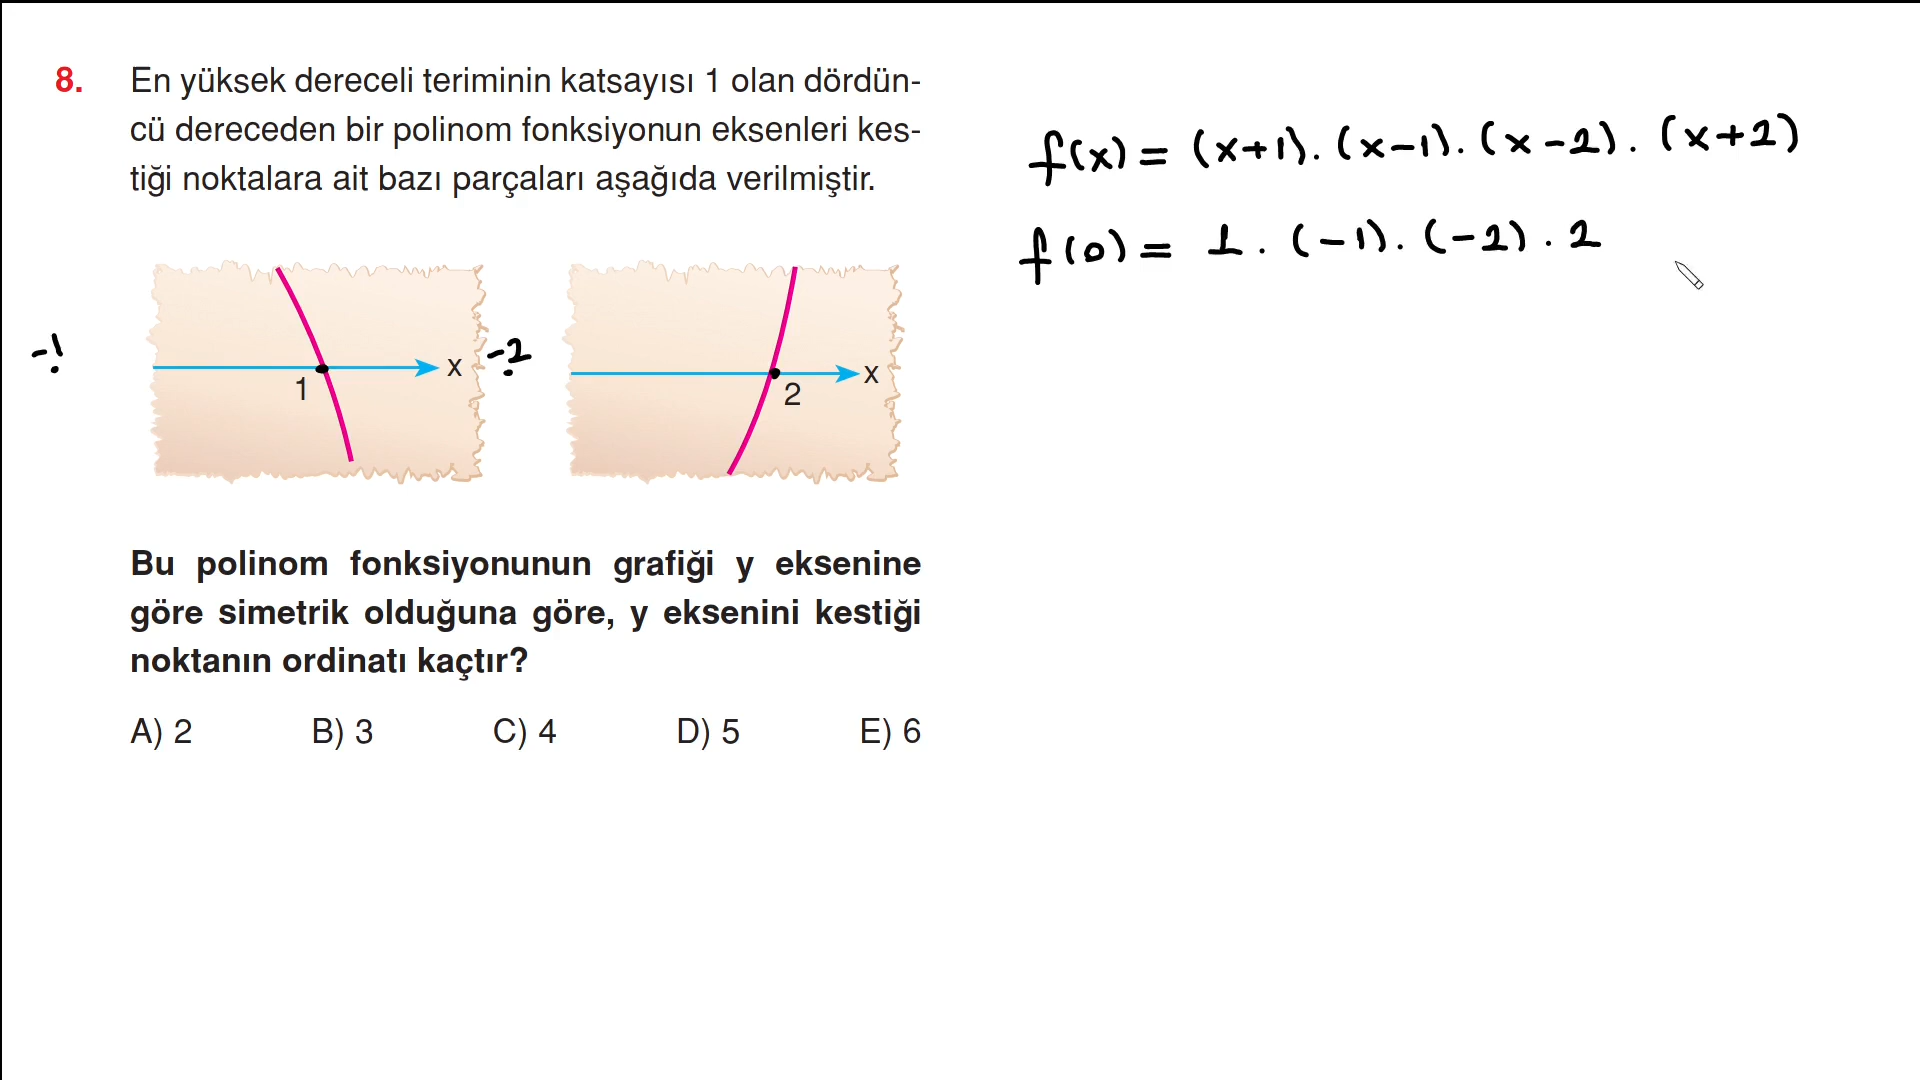 8. En yüksek dereceli teriminin katsayısı 1 olan dördün-
cü dereceden bir polinom fonksiyonun eksenleri kes-
tiği noktalara ait bazı parçaları aşağıda verilmiştir.
-1
1
x
-2
2
x
Bu polinom fonksiyonunun grafiği y eksenine
göre simetrik olduğuna göre, y eksenini kestiği
noktanın ordinatı kaçtır?
A) 2 B) 3 C) 4 D) 5 E) 6
f(x) = (x+1).(x-1).(x-2).(x+2)
f(0) = 1.(-1).(-2).2